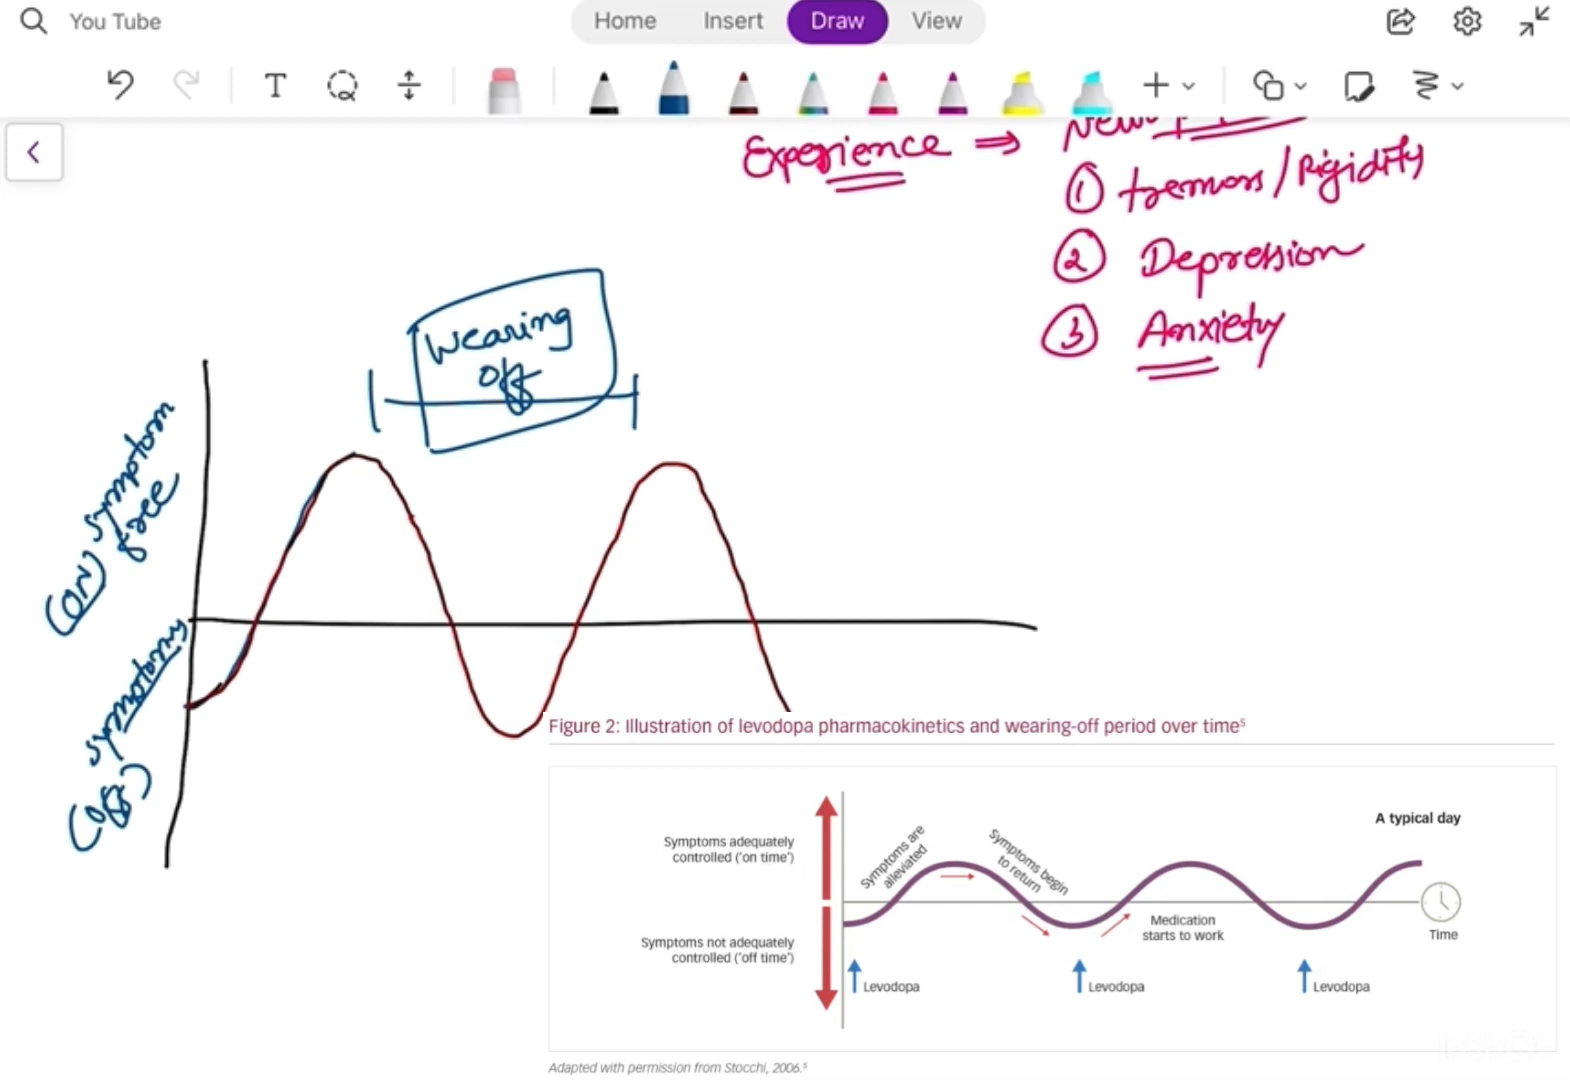 You Tube
Home Insert Draw View
T
Experience ⇒
① tremors / Rigidity
② Depression
③ Anxiety
Wearing
off
(ON) symptom
free
symotoms
(off)
Figure 2: Illustration of levodopa pharmacokinetics and wearing-off period over time⁵
A typical day
Symptoms adequately
controlled ('on time')
Symptoms are
alleviated
Symptoms begin
to return
Medication
starts to work
Time
Symptoms not adequately
controlled ('off time')
Levodopa
Levodopa
Levodopa
Adapted with permission from Stocchi, 2006.⁵